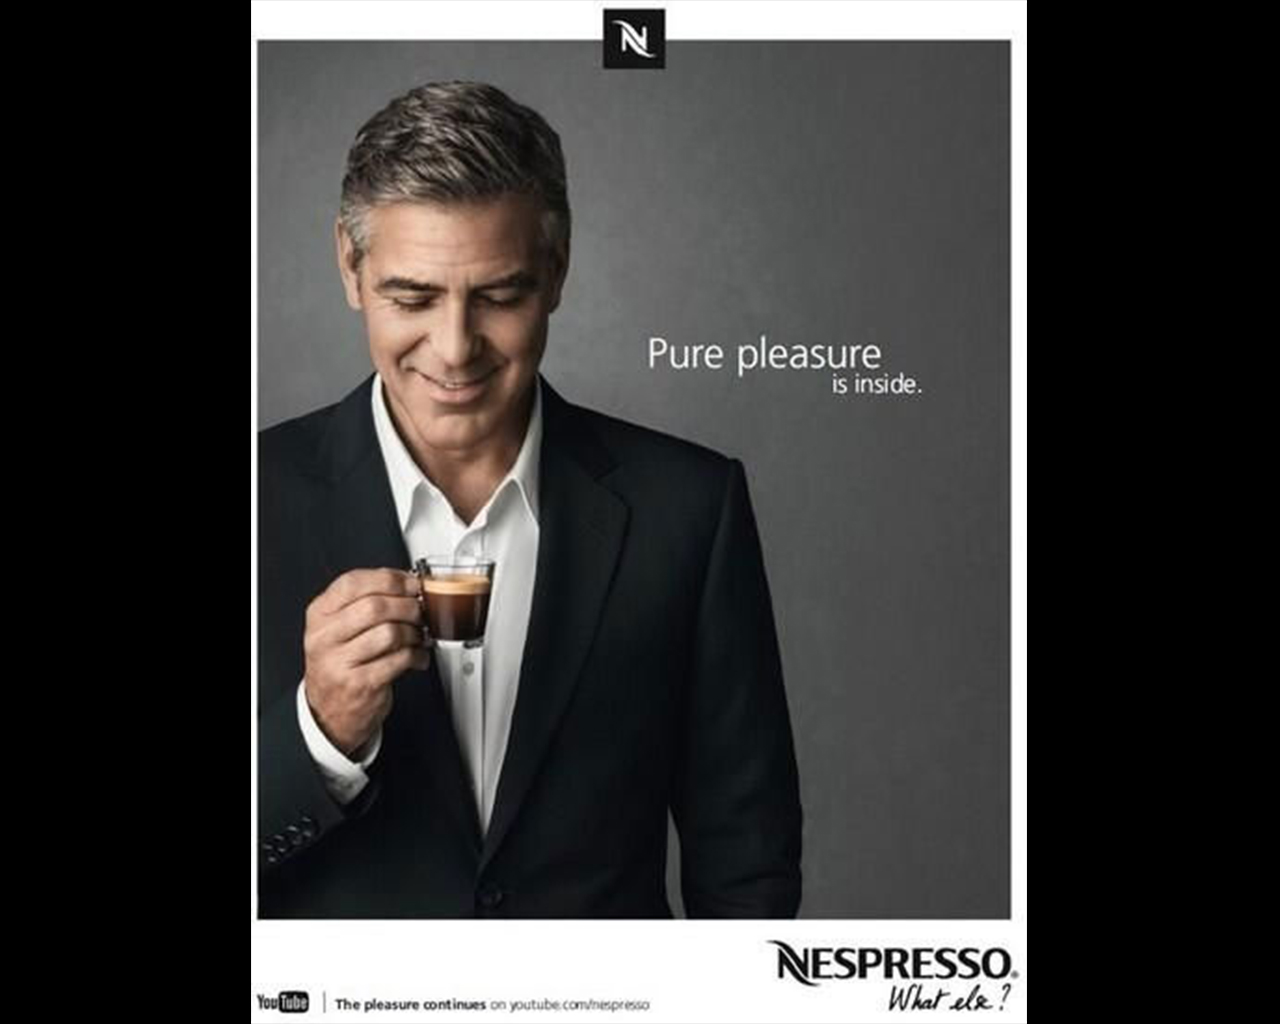 N
Pure pleasure
is inside.
NESPRESSO®
What else?
YouTube
The pleasure continues on youtube.com/nespresso